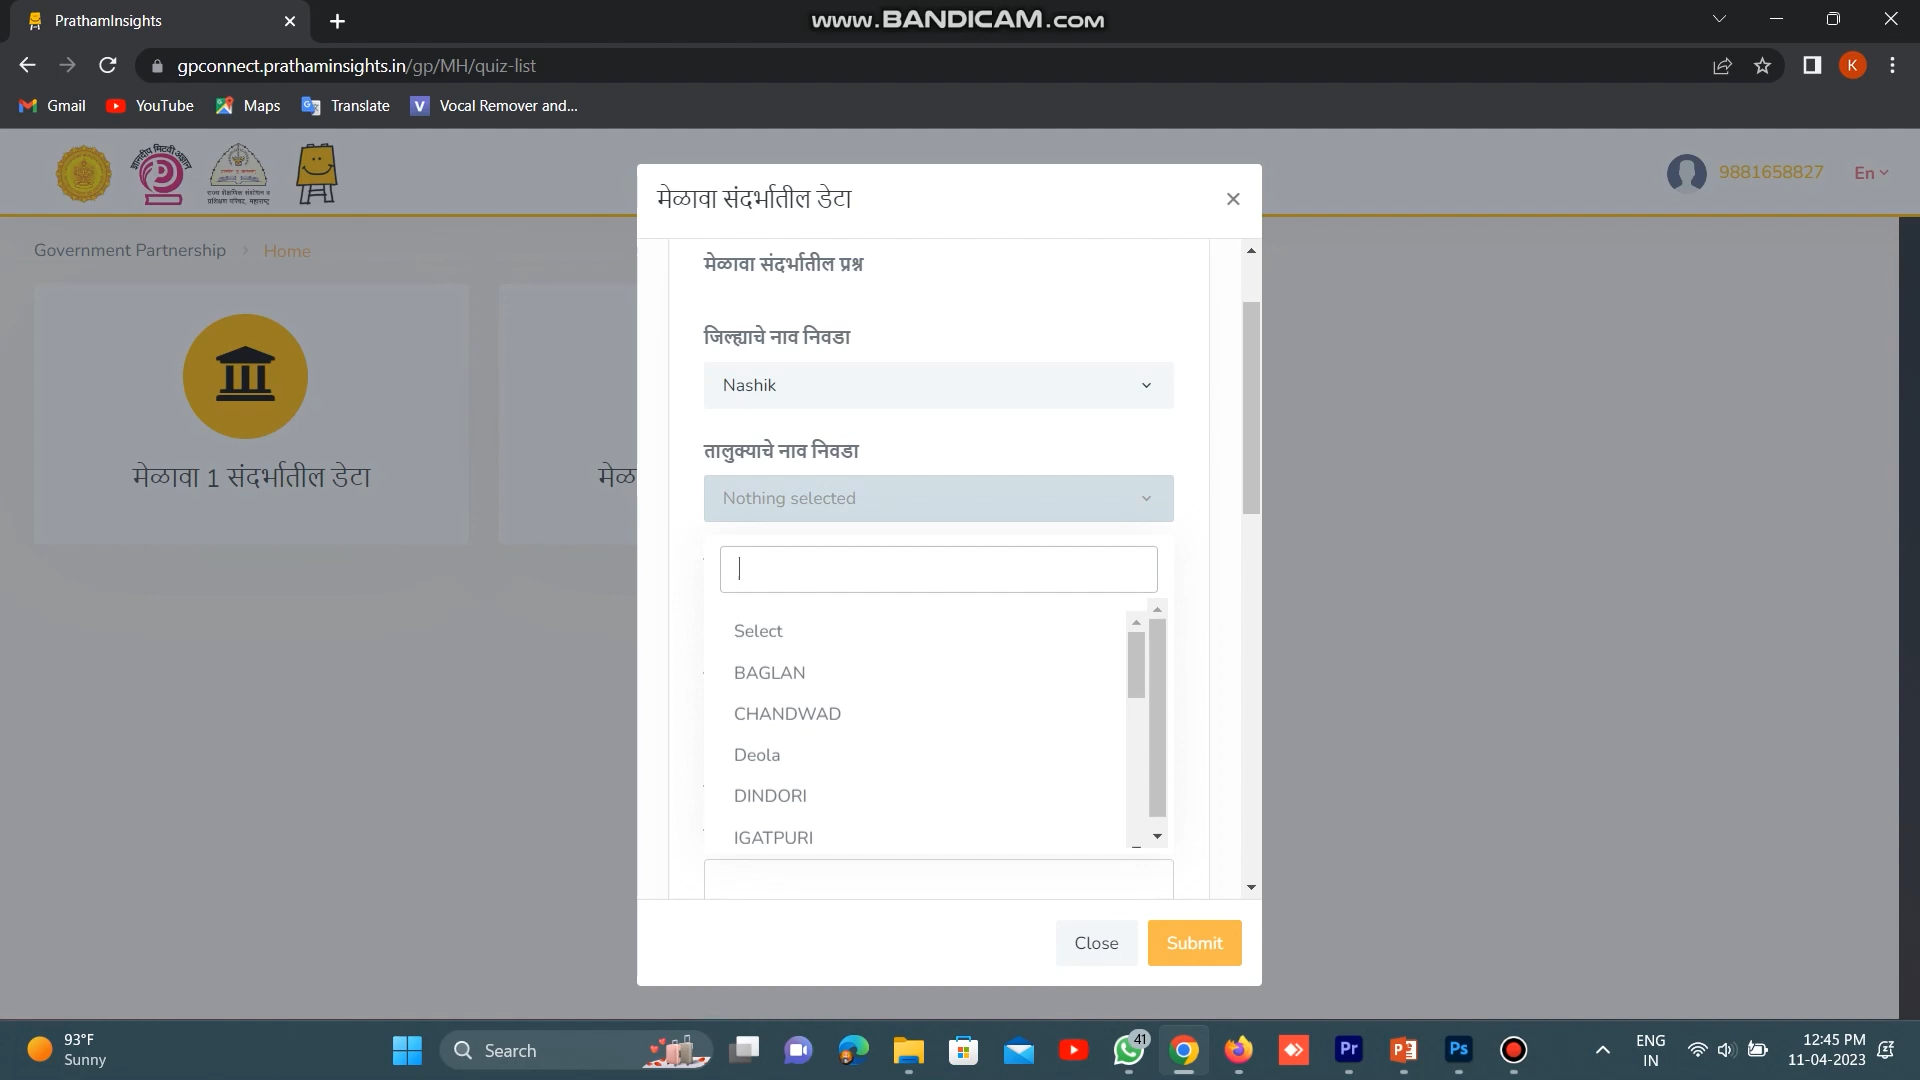 PrathamInsights
www.BANDICAM.com
gpconnect.prathaminsights.in/gp/MH/quiz-list
K
Gmail
YouTube
Maps
Translate
V
Vocal Remover and...
9881658827
En
Government Partnership > Home
मेळावा 1 संदर्भातील डेटा
मेळ
मेळावा संदर्भातील डेटा
मेळावा संदर्भातील प्रश्न
जिल्ह्याचे नाव निवडा
Nashik
तालुक्याचे नाव निवडा
Nothing selected
Select
BAGLAN
CHANDWAD
Deola
DINDORI
IGATPURI
Close
Submit
93°F
Sunny
Search
41
Pr
Ps
ENG
IN
12:45 PM
11-04-2023